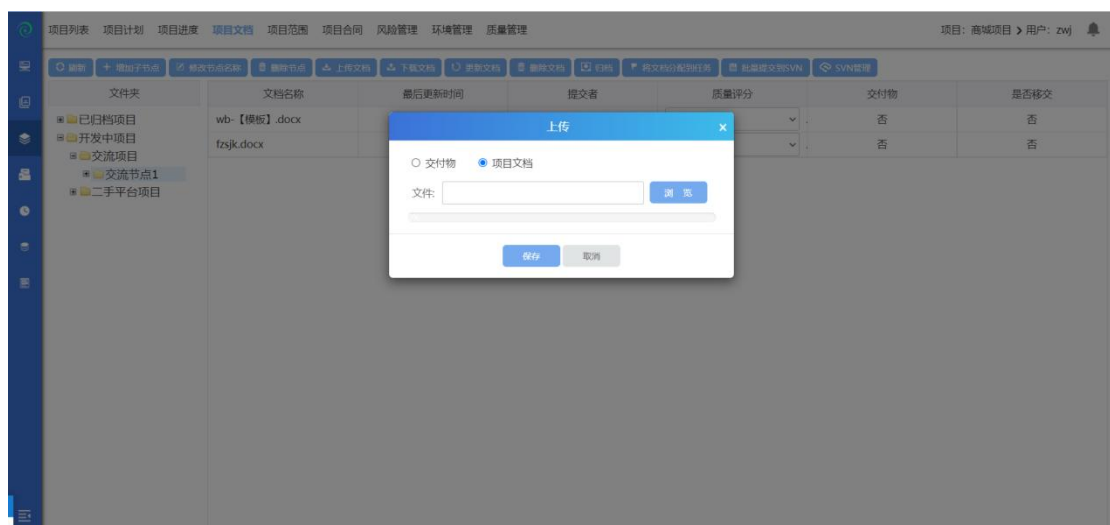 项目列表 项目计划 项目进度 项目文档 项目范围 项目合同 风险管理 环境管理 质量管理 项目：商城项目 > 用户：zwj
刷新 增加子节点 修改节点名称 删除节点 上传文档 下载文档 更新文档 删除文档 归档 将文档分配到任务 批量提交到SVN SVN管理
文件夹 文档名称 最后更新时间 提交者 质量评分 交付物 是否移交
已归档项目 wb-【模板】.docx 否 否
开发中项目 fzsjk.docx 否 否
交流项目
交流节点1
二手平台项目
上传 x
交付物 项目文档
文件: 浏 览
保存 取消